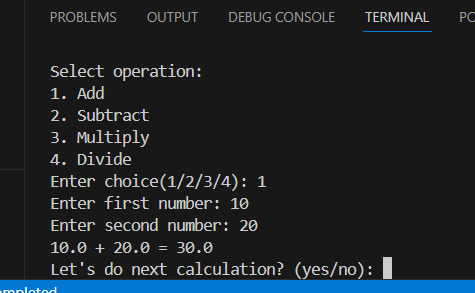 PROBLEMS OUTPUT DEBUG CONSOLE TERMINAL
Select operation:
1. Add
2. Subtract
3. Multiply
4. Divide
Enter choice(1/2/3/4): 1
Enter first number: 10
Enter second number: 20
10.0 + 20.0 = 30.0
Let's do next calculation? (yes/no):